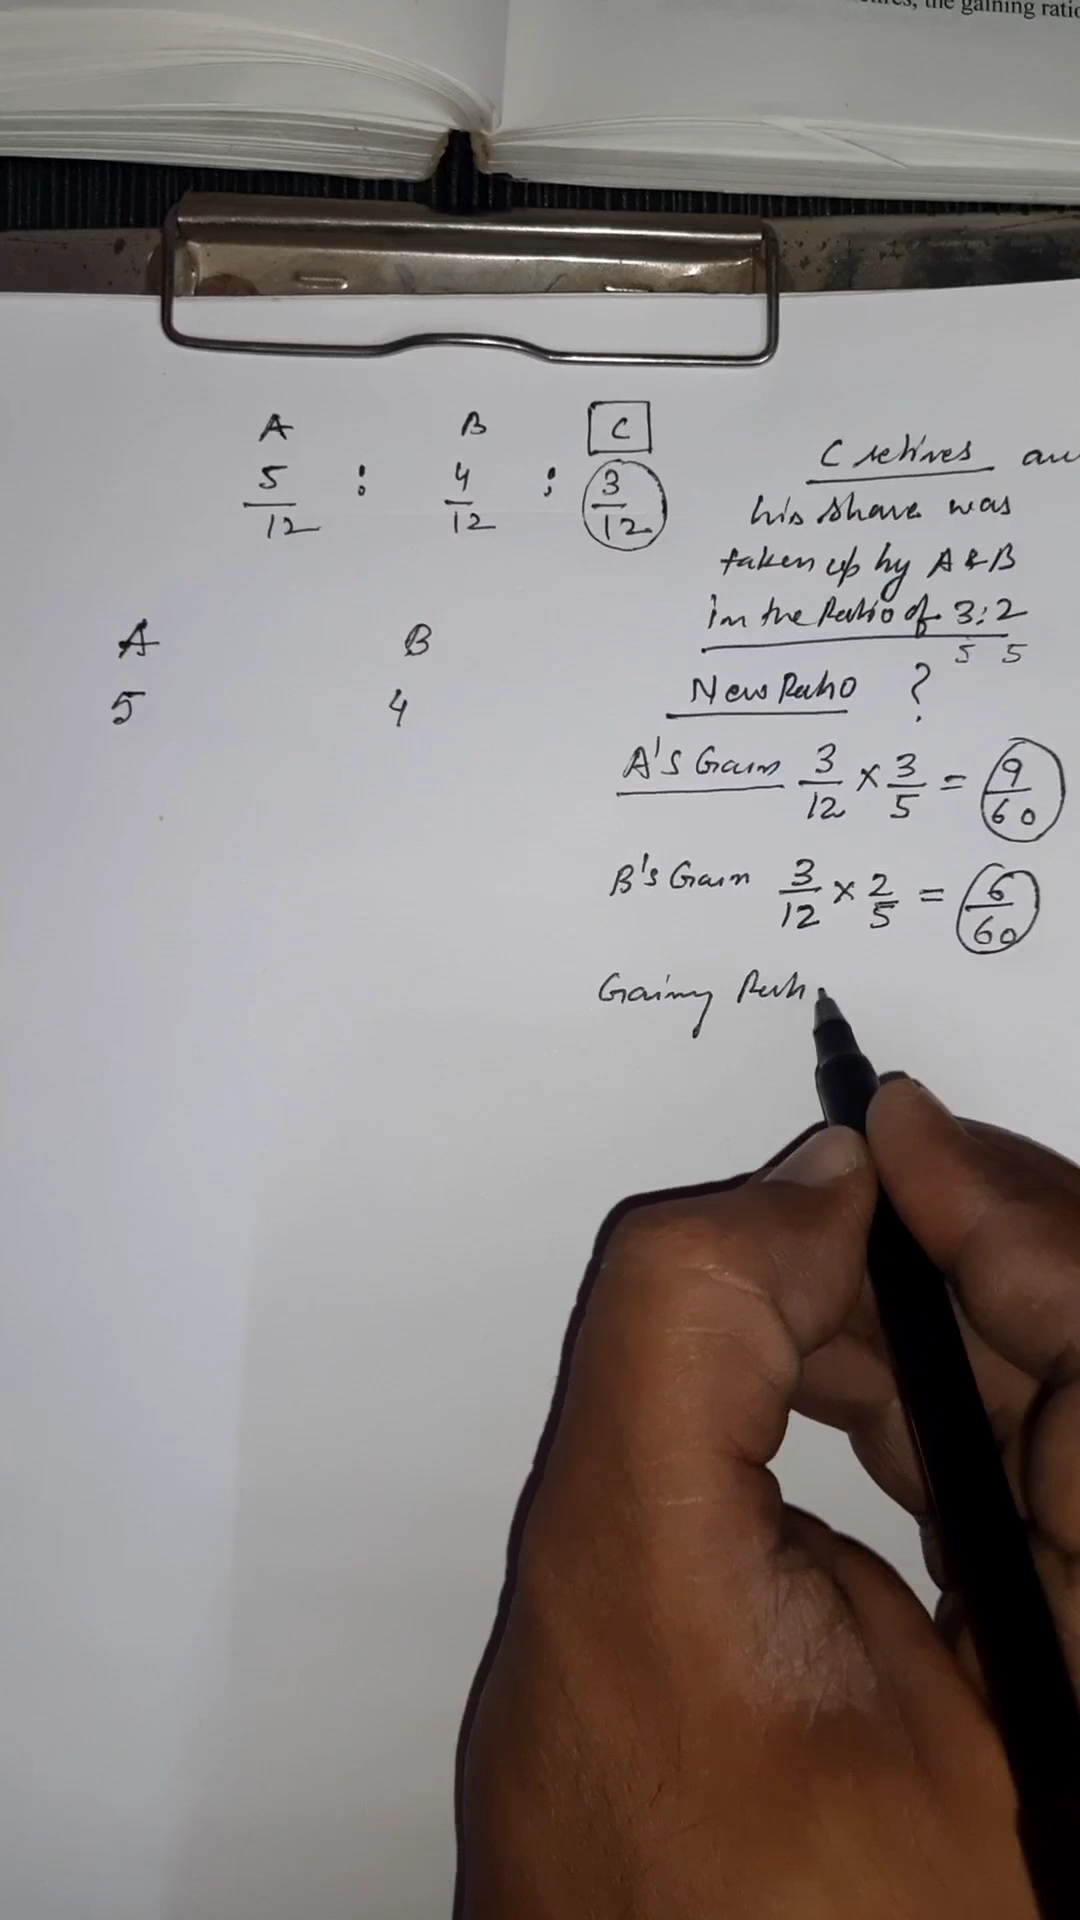 the gaining ratio
A B C
5/12 : 4/12 : 3/12
C retires an
his share was
taken up by A & B
in the Ratio of 3:2
5 5
A B
5 4
New Ratio ?
A's Gain 3/12 × 3/5 = 9/60
B's Gain 3/12 × 2/5 = 6/60
Gaining Rati